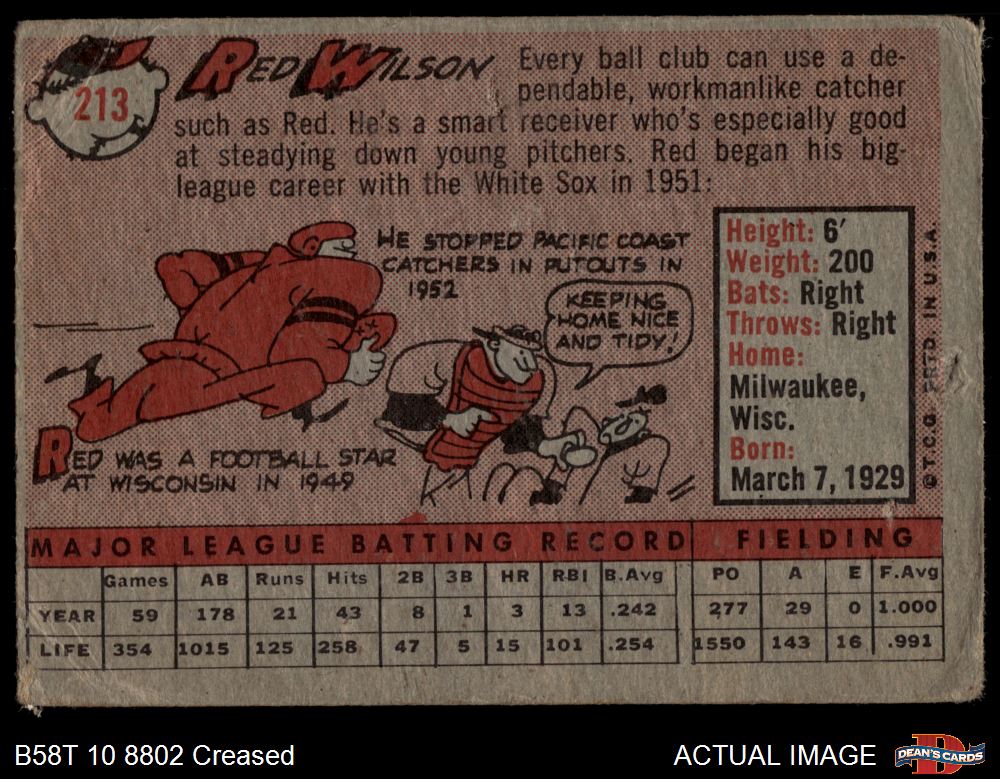 213
RED WILSON
Every ball club can use a de-
pendable, workmanlike catcher
such as Red. He's a smart receiver who's especially good
at steadying down young pitchers. Red began his big-
league career with the White Sox in 1951:
HE STOPPED PACIFIC COAST
CATCHERS IN PUTOUTS IN
1952
KEEPING
HOME NICE
AND TIDY!
RED WAS A FOOTBALL STAR
AT WISCONSIN IN 1949
Height: 6'
Weight: 200
Bats: Right
Throws: Right
Home:
Milwaukee,
Wisc.
Born:
March 7, 1929
© T.C.G. PRTD. IN U.S.A.
MAJOR LEAGUE BATTING RECORD FIELDING
Games AB Runs Hits 2B 3B HR RBI B.Avg PO A E F.Avg
YEAR 59 178 21 43 8 1 3 13 .242 277 29 0 1.000
LIFE 354 1015 125 258 47 5 15 101 .254 1550 143 16 .991
B58T 10 8802 Creased
ACTUAL IMAGE
DEAN'S CARDS